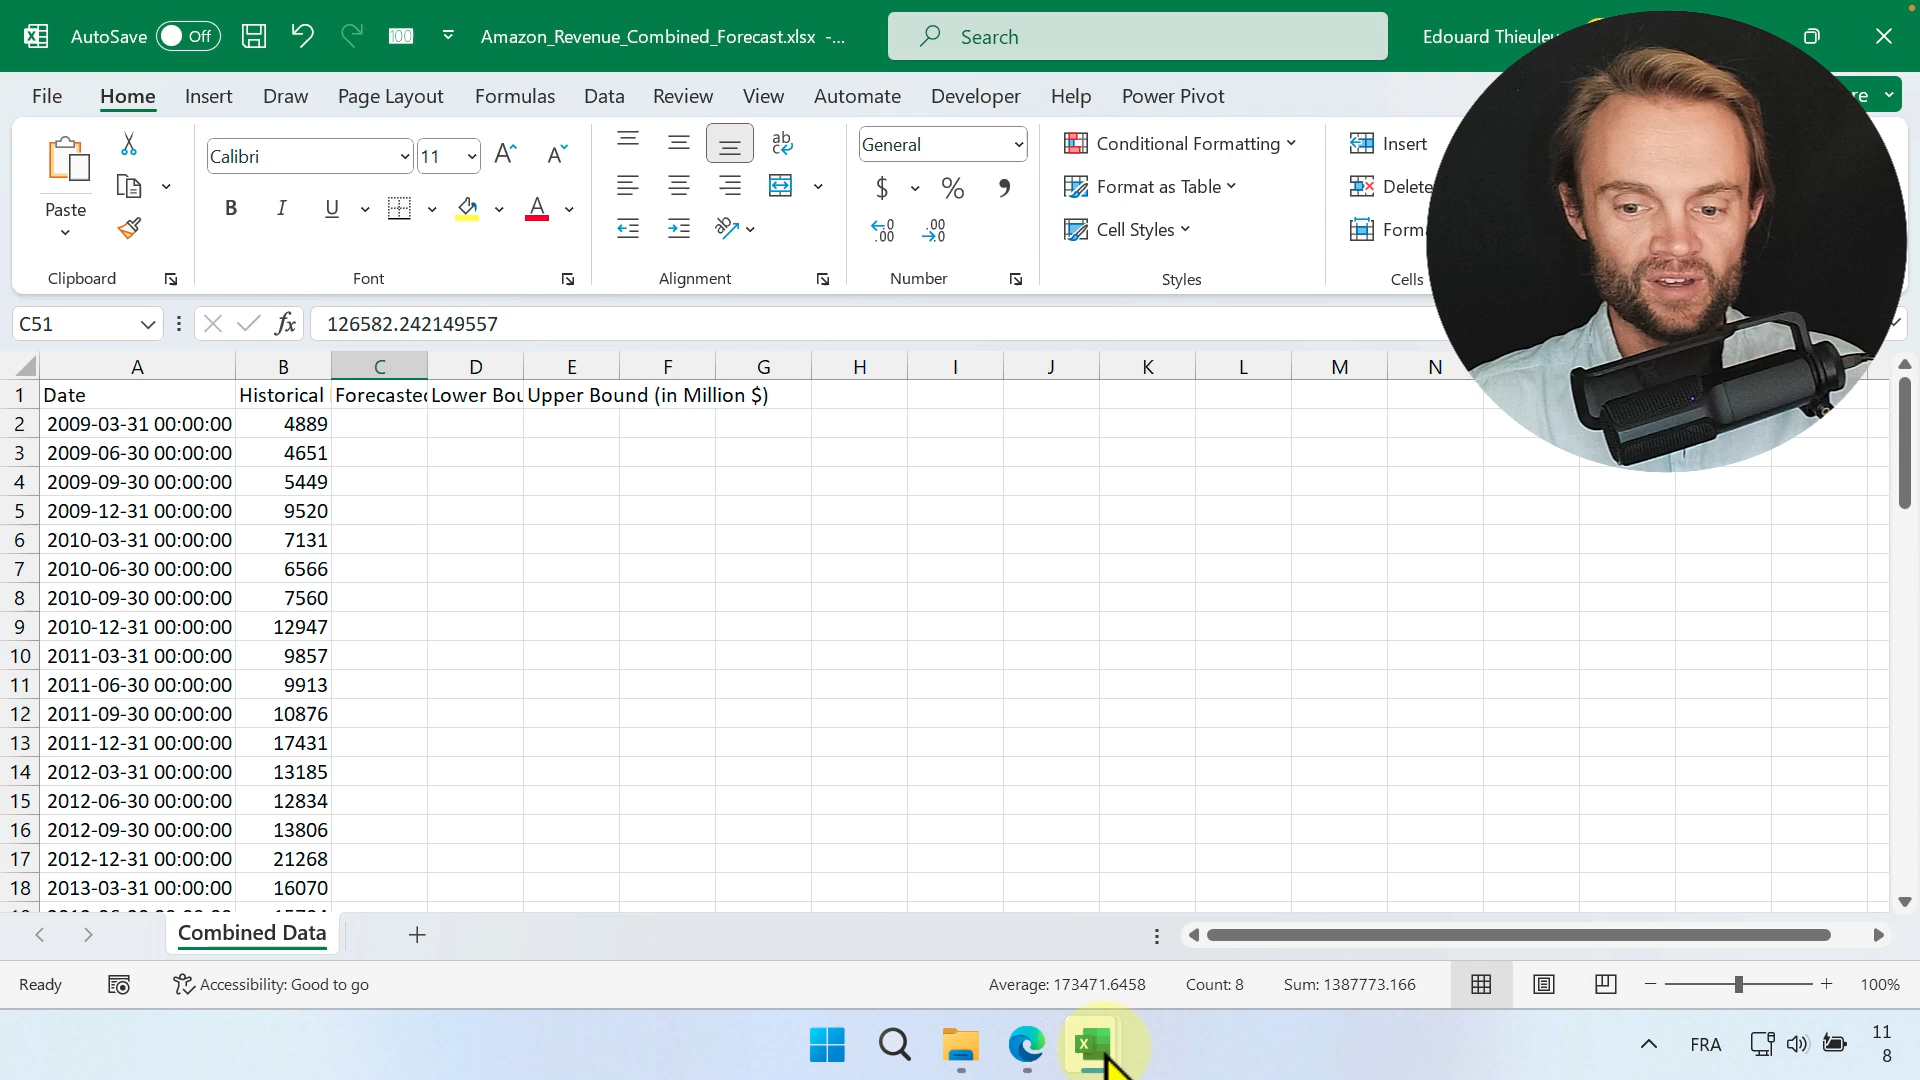 AutoSave Off 100 Amazon_Revenue_Combined_Forecast.xlsx -... Search Edouard Thieuleu
File Home Insert Draw Page Layout Formulas Data Review View Automate Developer Help Power Pivot
Paste
Clipboard
Calibri 11
B I U A
Font
ab
Alignment
General
$ % 9
Number
Conditional Formatting
Format as Table
Cell Styles
Styles
Insert
Delete
Cells
C51 fx 126582.242149557
A B C D E F G H I J K L M N
1 Date Historical Forecasted Lower Bou Upper Bound (in Million $)
2 2009-03-31 00:00:00 4889
3 2009-06-30 00:00:00 4651
4 2009-09-30 00:00:00 5449
5 2009-12-31 00:00:00 9520
6 2010-03-31 00:00:00 7131
7 2010-06-30 00:00:00 6566
8 2010-09-30 00:00:00 7560
9 2010-12-31 00:00:00 12947
10 2011-03-31 00:00:00 9857
11 2011-06-30 00:00:00 9913
12 2011-09-30 00:00:00 10876
13 2011-12-31 00:00:00 17431
14 2012-03-31 00:00:00 13185
15 2012-06-30 00:00:00 12834
16 2012-09-30 00:00:00 13806
17 2012-12-31 00:00:00 21268
18 2013-03-31 00:00:00 16070
Combined Data
Ready Accessibility: Good to go Average: 173471.6458 Count: 8 Sum: 1387773.166 100%
FRA 11
8